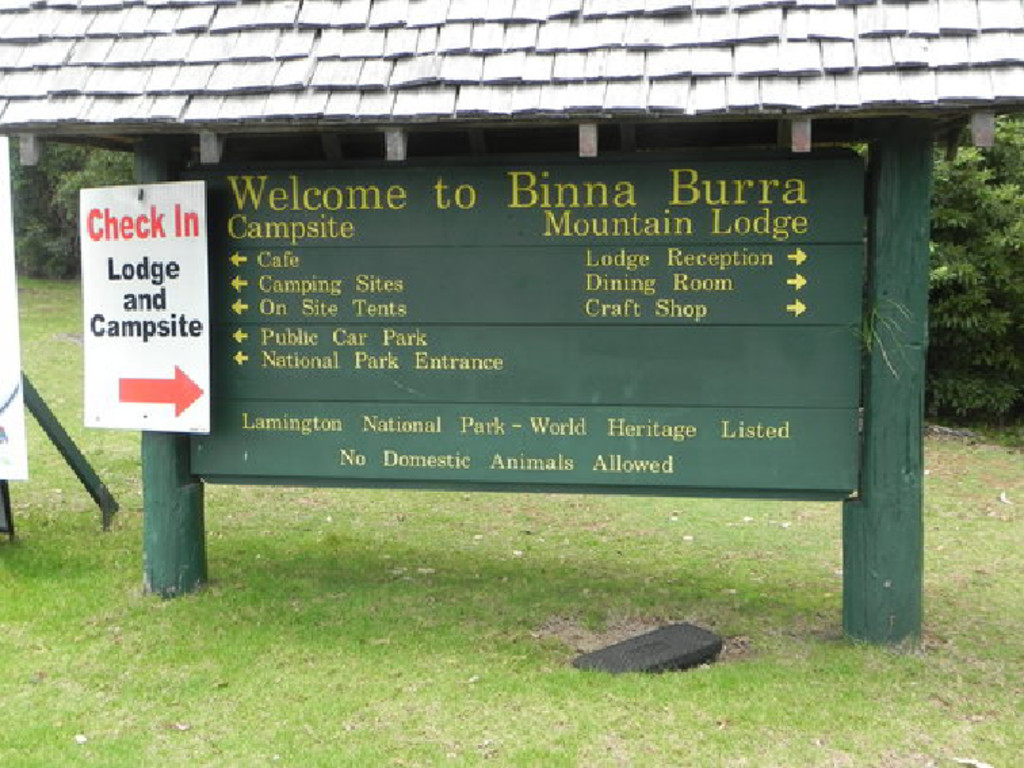 Check In
Lodge
and
Campsite
Welcome to Binna Burra
Campsite Mountain Lodge
Cafe Lodge Reception
Camping Sites Dining Room
On Site Tents Craft Shop
Public Car Park
National Park Entrance
Lamington National Park - World Heritage Listed
No Domestic Animals Allowed